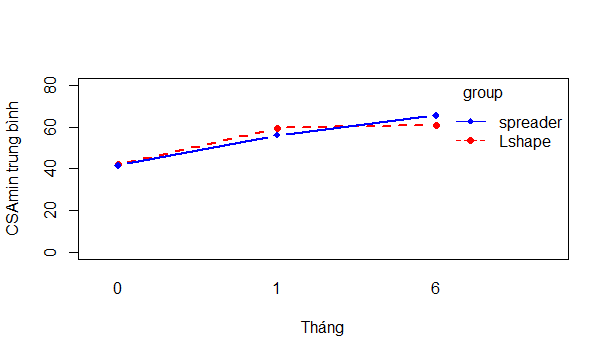 group
spreader
Lshape
CSAmin trung bình
80
60
40
20
0
0 1 6
Tháng